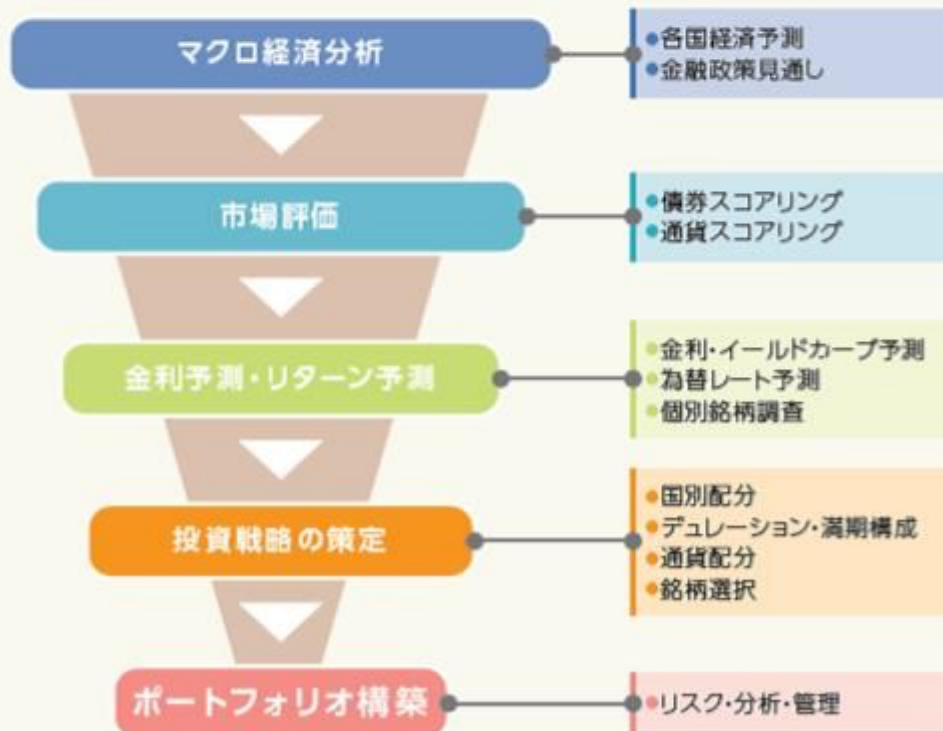 マクロ経済分析
●各国経済予測
●金融政策見通し
市場評価
●債券スコアリング
●通貨スコアリング
金利予測・リターン予測
●金利・イールドカーブ予測
●為替レート予測
●個別銘柄調査
投資戦略の策定
●国別配分
●デュレーション・満期構成
●通貨配分
●銘柄選択
ポートフォリオ構築
●リスク・分析・管理